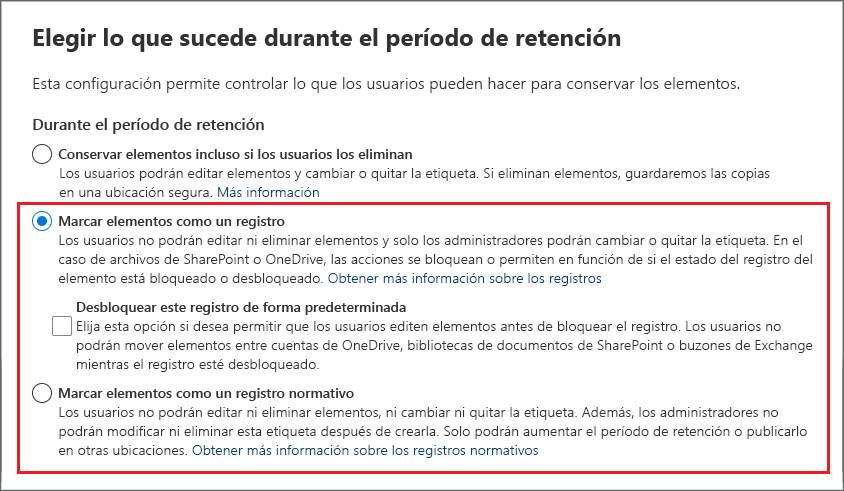 Elegir lo que sucede durante el período de retención
Esta configuración permite controlar lo que los usuarios pueden hacer para conservar los elementos.
Durante el período de retención
Conservar elementos incluso si los usuarios los eliminan
Los usuarios podrán editar elementos y cambiar o quitar la etiqueta. Si eliminan elementos, guardaremos las copias
en una ubicación segura. Más información
Marcar elementos como un registro
Los usuarios no podrán editar ni eliminar elementos y solo los administradores podrán cambiar o quitar la etiqueta. En el
caso de archivos de SharePoint o OneDrive, las acciones se bloquean o permiten en función de si el estado del registro del
elemento está bloqueado o desbloqueado. Obtener más información sobre los registros
Desbloquear este registro de forma predeterminada
Elija esta opción si desea permitir que los usuarios editen elementos antes de bloquear el registro. Los usuarios no
podrán mover elementos entre cuentas de OneDrive, bibliotecas de documentos de SharePoint o buzones de Exchange
mientras el registro esté desbloqueado.
Marcar elementos como un registro normativo
Los usuarios no podrán editar ni eliminar elementos, ni cambiar ni quitar la etiqueta. Además, los administradores no
podrán modificar ni eliminar esta etiqueta después de crearla. Solo podrán aumentar el período de retención o publicarlo
en otras ubicaciones. Obtener más información sobre los registros normativos